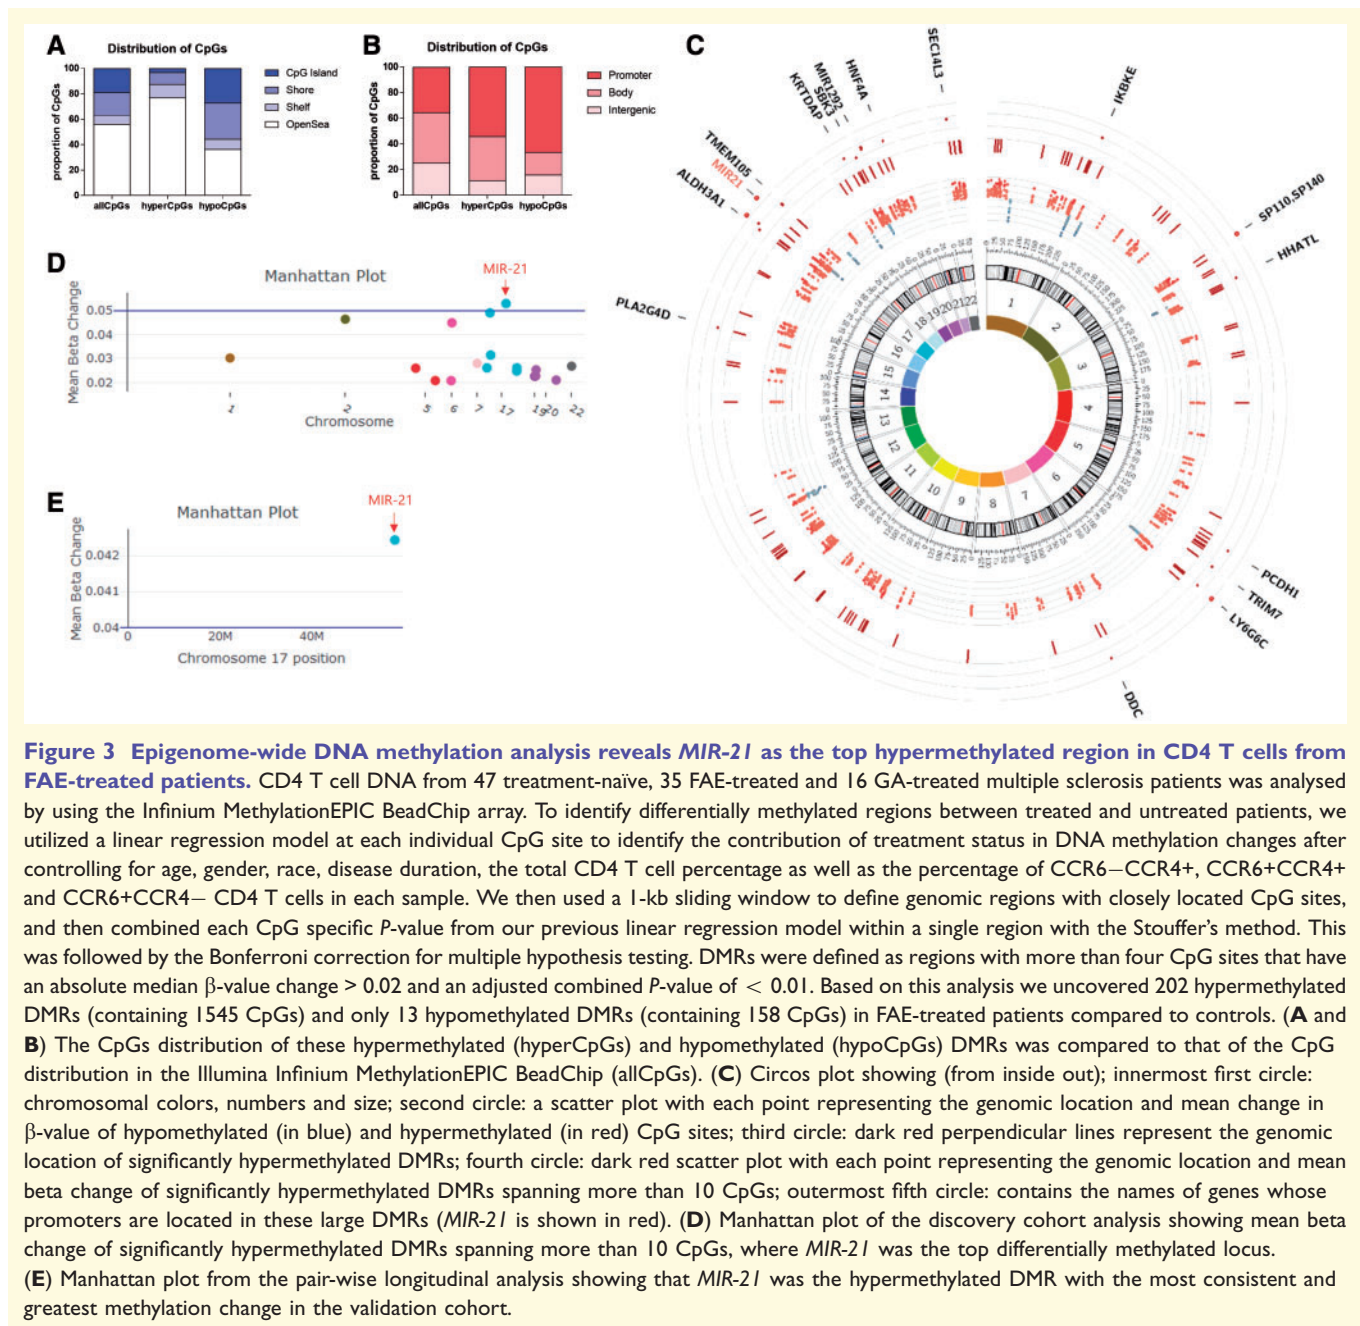 A
Distribution of CpGs
proportion of CpGs
100
80
60
40
20
0
allCpGs hyperCpGs hypoCpGs
CpG Island
Shore
Shelf
OpenSea
B
Distribution of CpGs
proportion of CpGs
100
80
60
40
20
0
allCpGs hyperCpGs hypoCpGs
Promoter
Body
Intergenic
C
SEC14L3
HNF4A
MIR1292
SBK3
KRTDAP
TMEM105
MIR21
ALDH3A1
PLA2G4D
IKBKE
SP110,SP140
HHATL
PCDH1
TRIM7
LY6G6C
DDC
1
2
3
4
5
6
7
8
9
10
11
12
13
14
15
16
17
18
19
20
21
22
D
Manhattan Plot
MIR-21
Mean Beta Change
0.05
0.04
0.03
0.02
1 2 5 6 7 17 19 20 22
Chromosome
E
Manhattan Plot
MIR-21
Mean Beta Change
0.042
0.041
0.04
0 20M 40M
Chromosome 17 position
Figure 3 Epigenome-wide DNA methylation analysis reveals MIR-21 as the top hypermethylated region in CD4 T cells from
FAE-treated patients. CD4 T cell DNA from 47 treatment-naïve, 35 FAE-treated and 16 GA-treated multiple sclerosis patients was analysed
by using the Infinium MethylationEPIC BeadChip array. To identify differentially methylated regions between treated and untreated patients, we
utilized a linear regression model at each individual CpG site to identify the contribution of treatment status in DNA methylation changes after
controlling for age, gender, race, disease duration, the total CD4 T cell percentage as well as the percentage of CCR6−CCR4+, CCR6+CCR4+
and CCR6+CCR4− CD4 T cells in each sample. We then used a 1-kb sliding window to define genomic regions with closely located CpG sites,
and then combined each CpG specific P-value from our previous linear regression model within a single region with the Stouffer's method. This
was followed by the Bonferroni correction for multiple hypothesis testing. DMRs were defined as regions with more than four CpG sites that have
an absolute median β-value change > 0.02 and an adjusted combined P-value of < 0.01. Based on this analysis we uncovered 202 hypermethylated
DMRs (containing 1545 CpGs) and only 13 hypomethylated DMRs (containing 158 CpGs) in FAE-treated patients compared to controls. (A and
B) The CpGs distribution of these hypermethylated (hyperCpGs) and hypomethylated (hypoCpGs) DMRs was compared to that of the CpG
distribution in the Illumina Infinium MethylationEPIC BeadChip (allCpGs). (C) Circos plot showing (from inside out); innermost first circle:
chromosomal colors, numbers and size; second circle: a scatter plot with each point representing the genomic location and mean change in
β-value of hypomethylated (in blue) and hypermethylated (in red) CpG sites; third circle: dark red perpendicular lines represent the genomic
location of significantly hypermethylated DMRs; fourth circle: dark red scatter plot with each point representing the genomic location and mean
beta change of significantly hypermethylated DMRs spanning more than 10 CpGs; outermost fifth circle: contains the names of genes whose
promoters are located in these large DMRs (MIR-21 is shown in red). (D) Manhattan plot of the discovery cohort analysis showing mean beta
change of significantly hypermethylated DMRs spanning more than 10 CpGs, where MIR-21 was the top differentially methylated locus.
(E) Manhattan plot from the pair-wise longitudinal analysis showing that MIR-21 was the hypermethylated DMR with the most consistent and
greatest methylation change in the validation cohort.